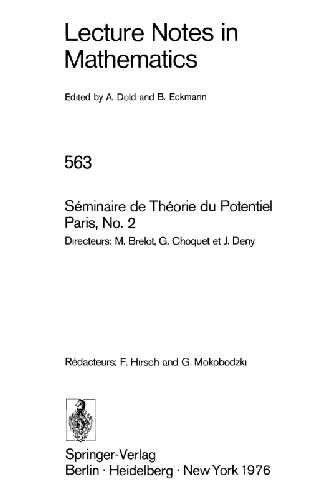 Lecture Notes in
Mathematics
Edited by A. Dold and B. Eckmann
563
Séminaire de Théorie du Potentiel
Paris, No. 2
Directeurs: M. Brelot, G. Choquet et J. Deny
Rédacteurs: F. Hirsch and G. Mokobodzki
Springer-Verlag
Berlin · Heidelberg · New York 1976